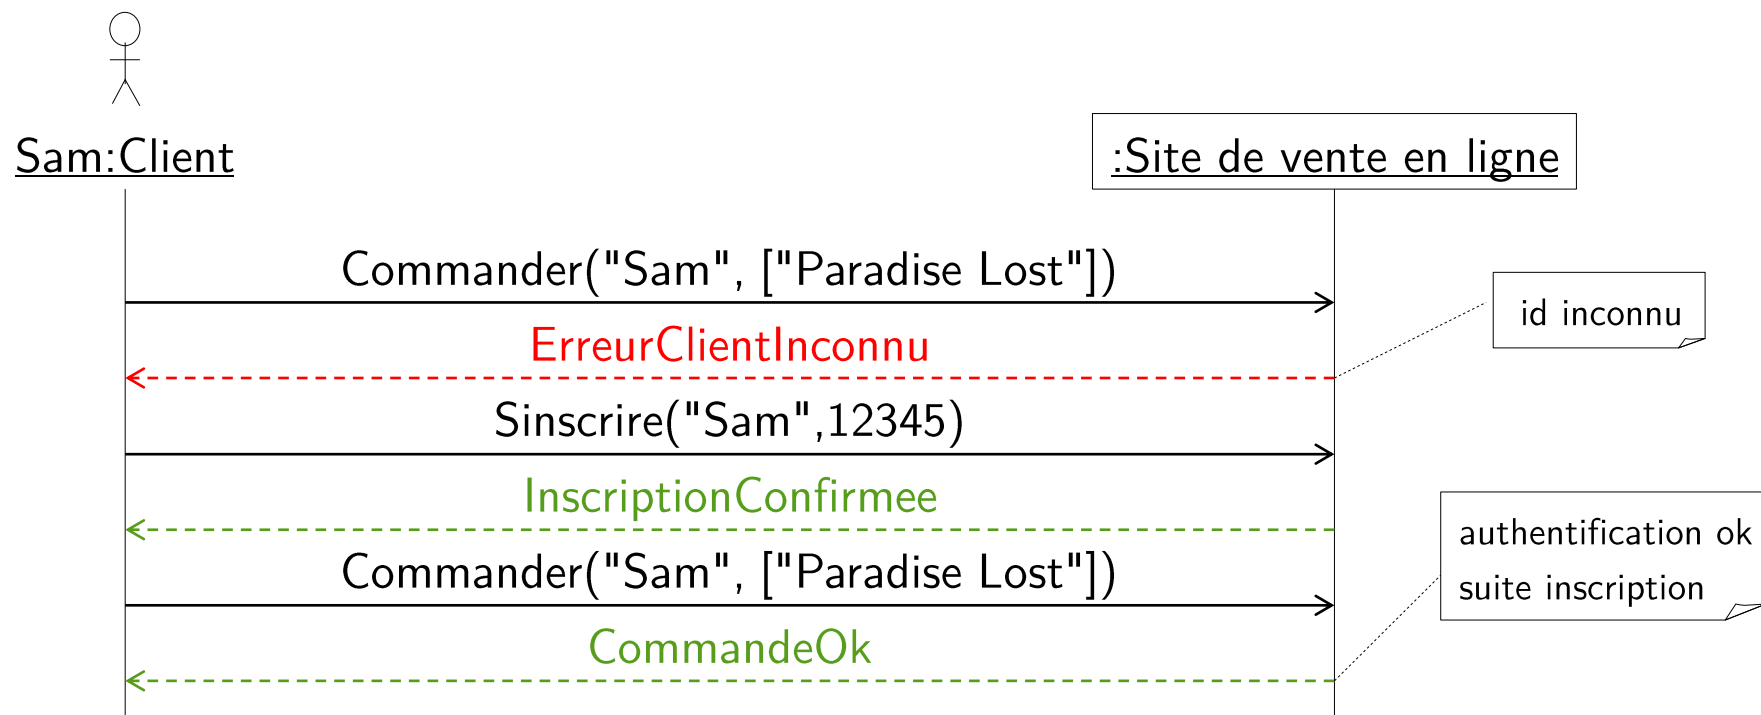 Sam:Client
:Site de vente en ligne
Commander("Sam", ["Paradise Lost"])
id inconnu
ErreurClientInconnu
Sinscrire("Sam",12345)
InscriptionConfirmee
authentification ok
suite inscription
Commander("Sam", ["Paradise Lost"])
CommandeOk